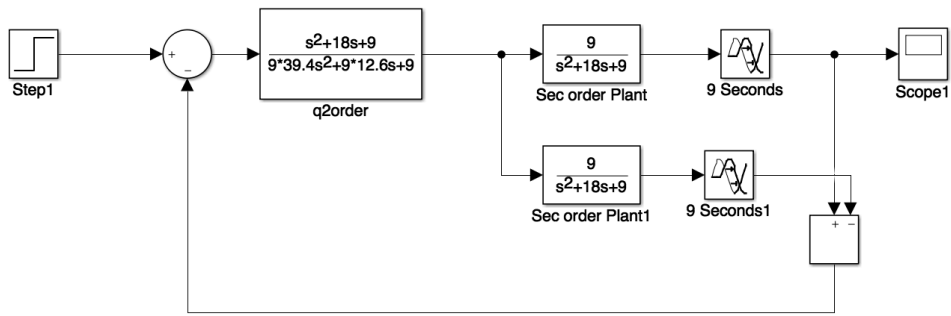 Step1
+
−
s²+18s+9
9*39.4s²+9*12.6s+9
q2order
9
s²+18s+9
Sec order Plant
9 Seconds
Scope1
9
s²+18s+9
Sec order Plant1
9 Seconds1
+ −